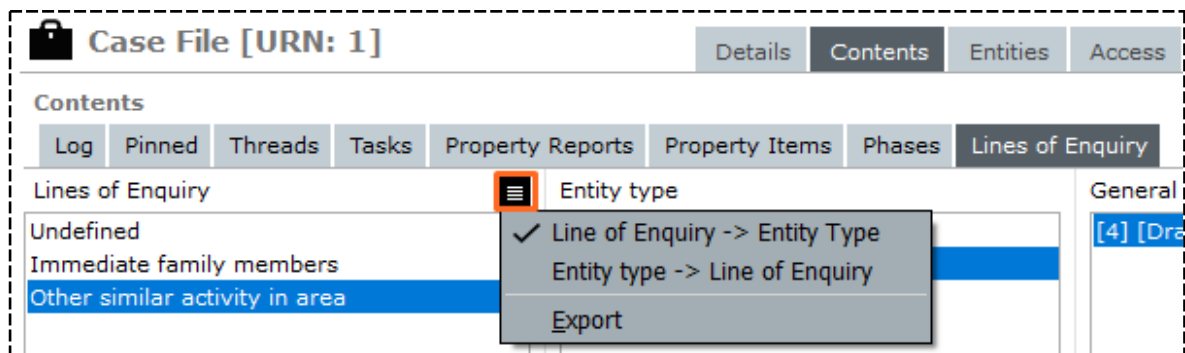 Case File [URN: 1]
Details Contents Entities Access
Contents
Log Pinned Threads Tasks Property Reports Property Items Phases Lines of Enquiry
Lines of Enquiry Entity type General
Undefined
Immediate family members
Other similar activity in area
Line of Enquiry -> Entity Type
Entity type -> Line of Enquiry
Export
[4] [Dra